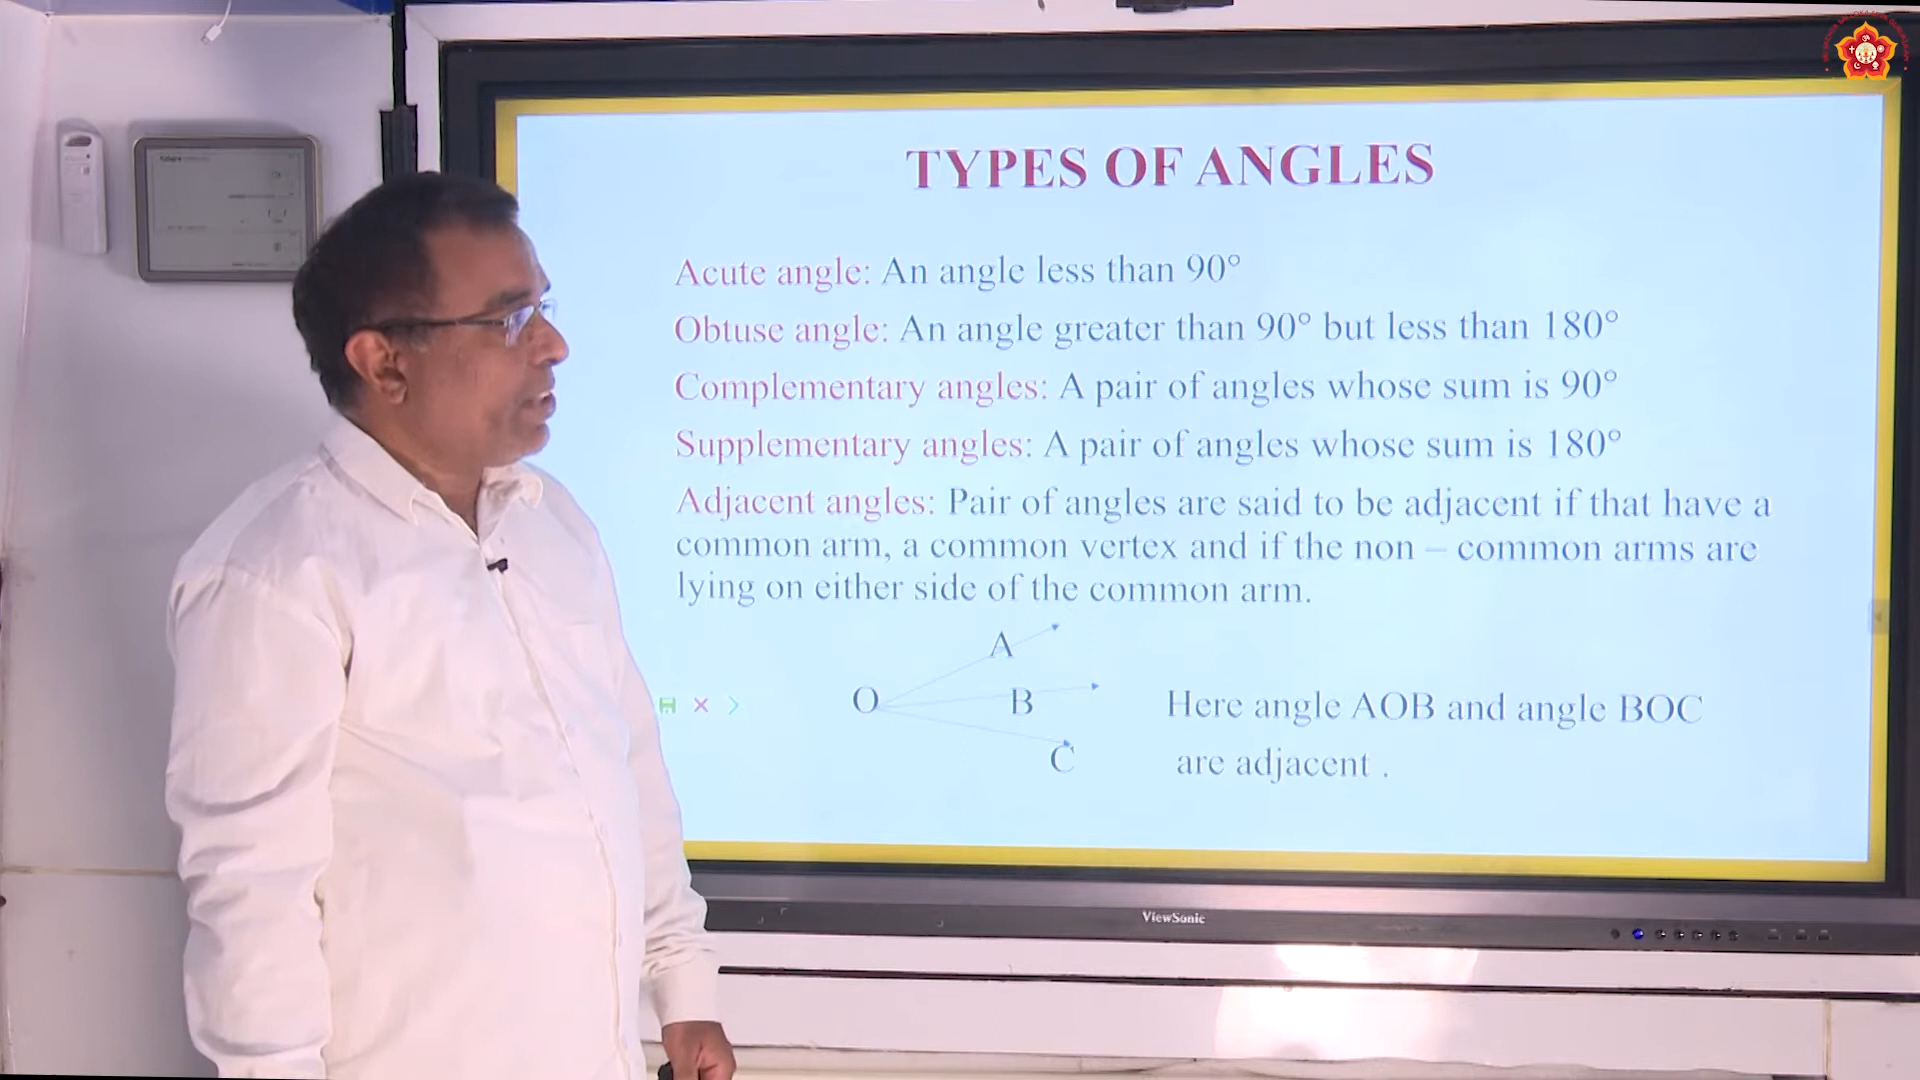 TYPES OF ANGLES
Acute angle: An angle less than 90°
Obtuse angle: An angle greater than 90° but less than 180°
Complementary angles: A pair of angles whose sum is 90°
Supplementary angles: A pair of angles whose sum is 180°
Adjacent angles: Pair of angles are said to be adjacent if that have a
common arm, a common vertex and if the non – common arms are
lying on either side of the common arm.
A
O
B
C
Here angle AOB and angle BOC
are adjacent .
ViewSonic